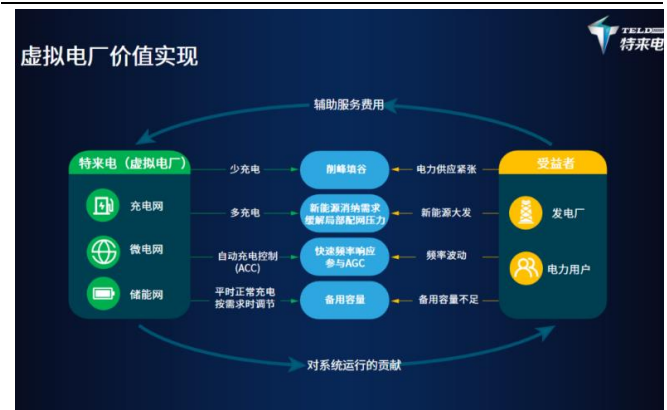 虚拟电厂价值实现
TELD
特来电
辅助服务费用
特来电（虚拟电厂）
充电网
微电网
储能网
少充电
多充电
自动充电控制
(ACC)
平时正常充电
按需求时调节
削峰填谷
新能源消纳需求
缓解局部配网压力
快速频率响应
参与AGC
备用容量
电力供应紧张
新能源大发
频率波动
备用容量不足
受益者
发电厂
电力用户
对系统运行的贡献